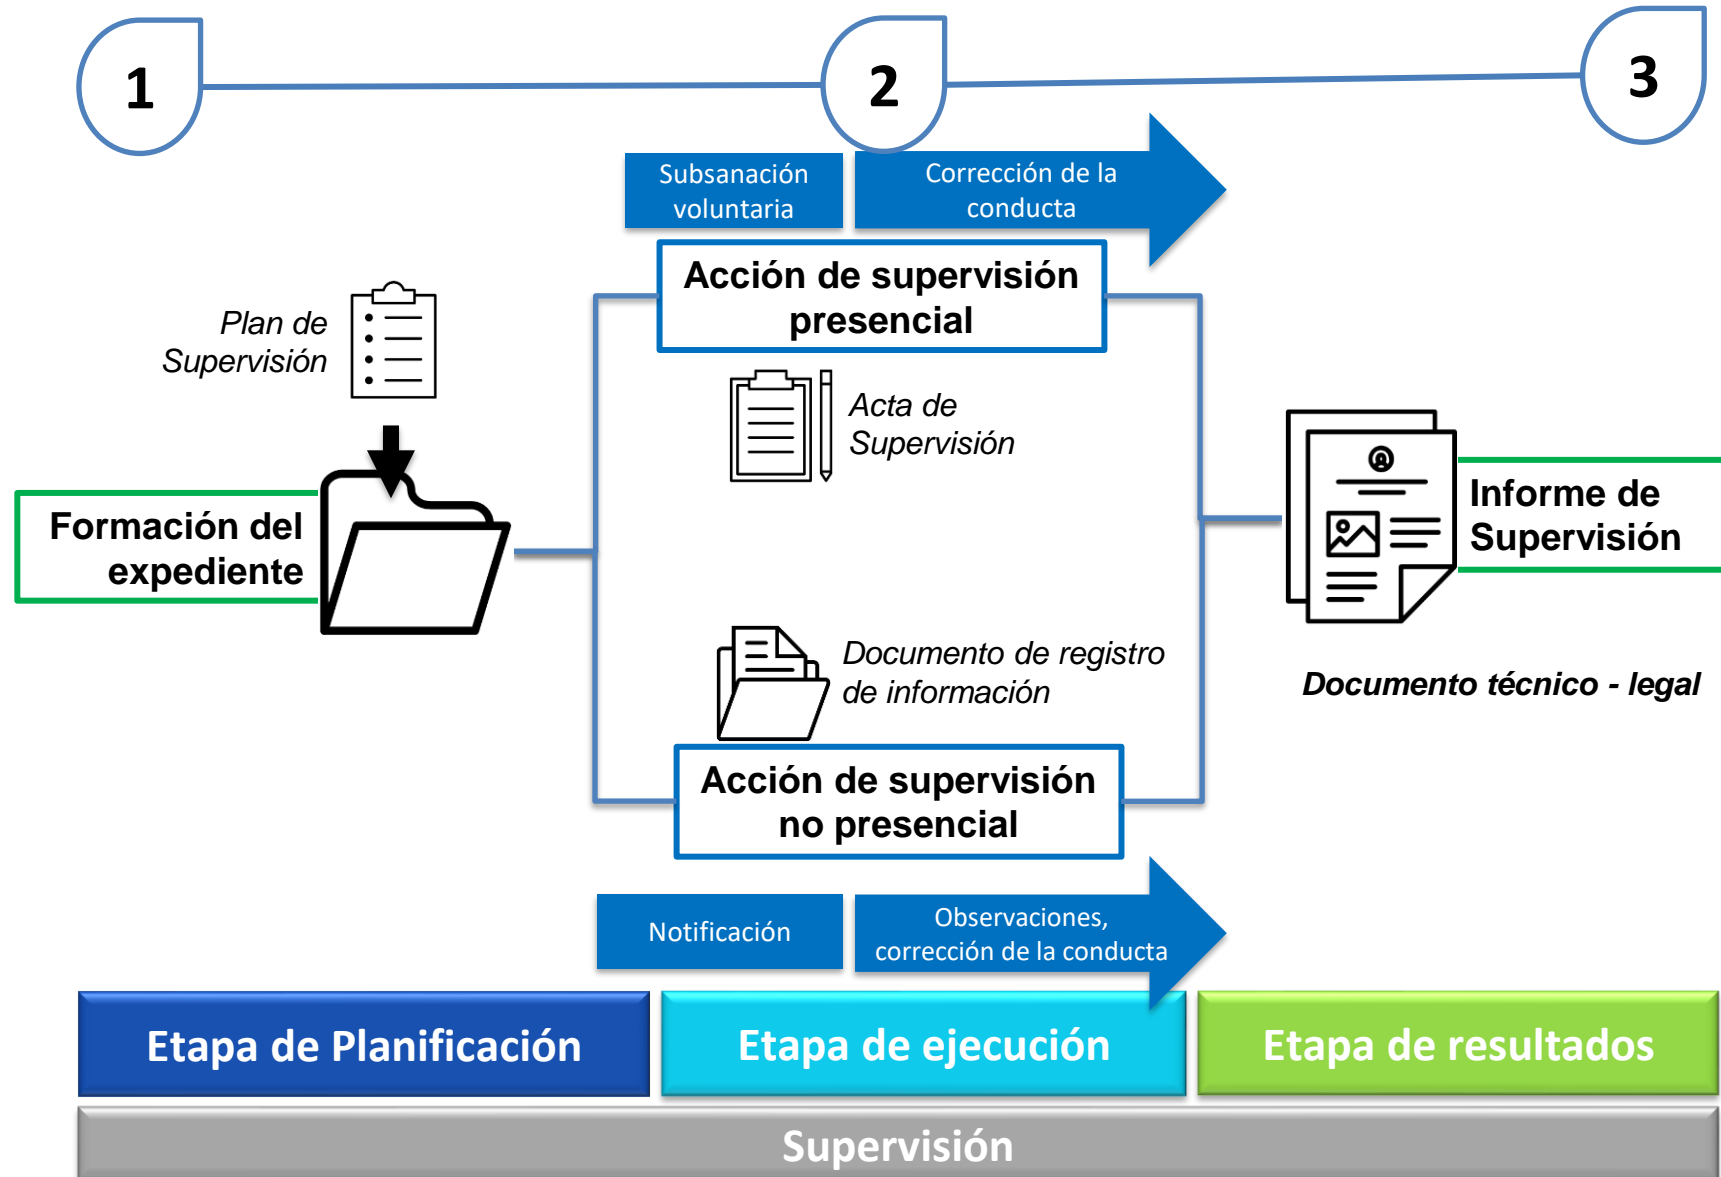 1
2
3
Subsanación
voluntaria
Corrección de la
conducta
Acción de supervisión
presencial
Plan de
Supervisión
Acta de
Supervisión
Formación del
expediente
Informe de
Supervisión
Documento de registro
de información
Documento técnico - legal
Acción de supervisión
no presencial
Notificación
Observaciones,
corrección de la conducta
Etapa de Planificación
Etapa de ejecución
Etapa de resultados
Supervisión